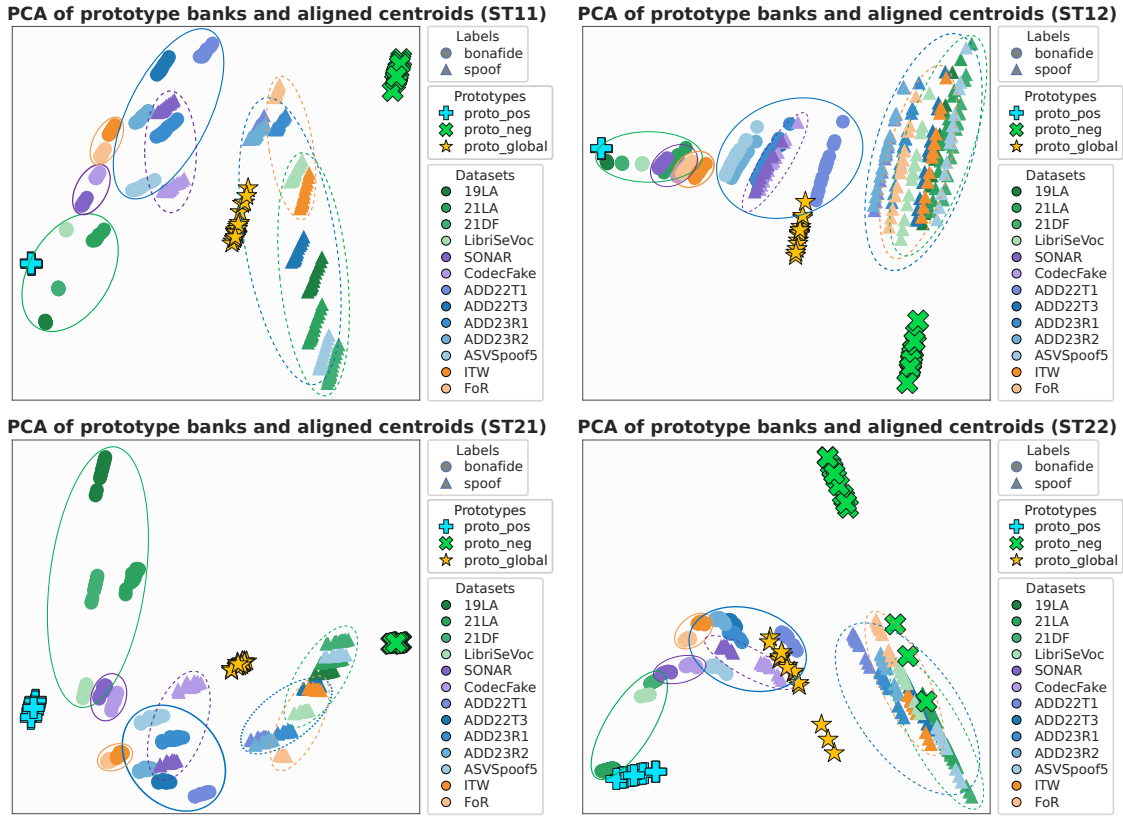 PCA of prototype banks and aligned centroids (ST11)
Labels
bonafide
spoof
Prototypes
proto_pos
proto_neg
proto_global
Datasets
19LA
21LA
21DF
LibriSeVoc
SONAR
CodecFake
ADD22T1
ADD22T3
ADD23R1
ADD23R2
ASVSpoof5
ITW
FoR
PCA of prototype banks and aligned centroids (ST12)
Labels
bonafide
spoof
Prototypes
proto_pos
proto_neg
proto_global
Datasets
19LA
21LA
21DF
LibriSeVoc
SONAR
CodecFake
ADD22T1
ADD22T3
ADD23R1
ADD23R2
ASVSpoof5
ITW
FoR
PCA of prototype banks and aligned centroids (ST21)
Labels
bonafide
spoof
Prototypes
proto_pos
proto_neg
proto_global
Datasets
19LA
21LA
21DF
LibriSeVoc
SONAR
CodecFake
ADD22T1
ADD22T3
ADD23R1
ADD23R2
ASVSpoof5
ITW
FoR
PCA of prototype banks and aligned centroids (ST22)
Labels
bonafide
spoof
Prototypes
proto_pos
proto_neg
proto_global
Datasets
19LA
21LA
21DF
LibriSeVoc
SONAR
CodecFake
ADD22T1
ADD22T3
ADD23R1
ADD23R2
ASVSpoof5
ITW
FoR